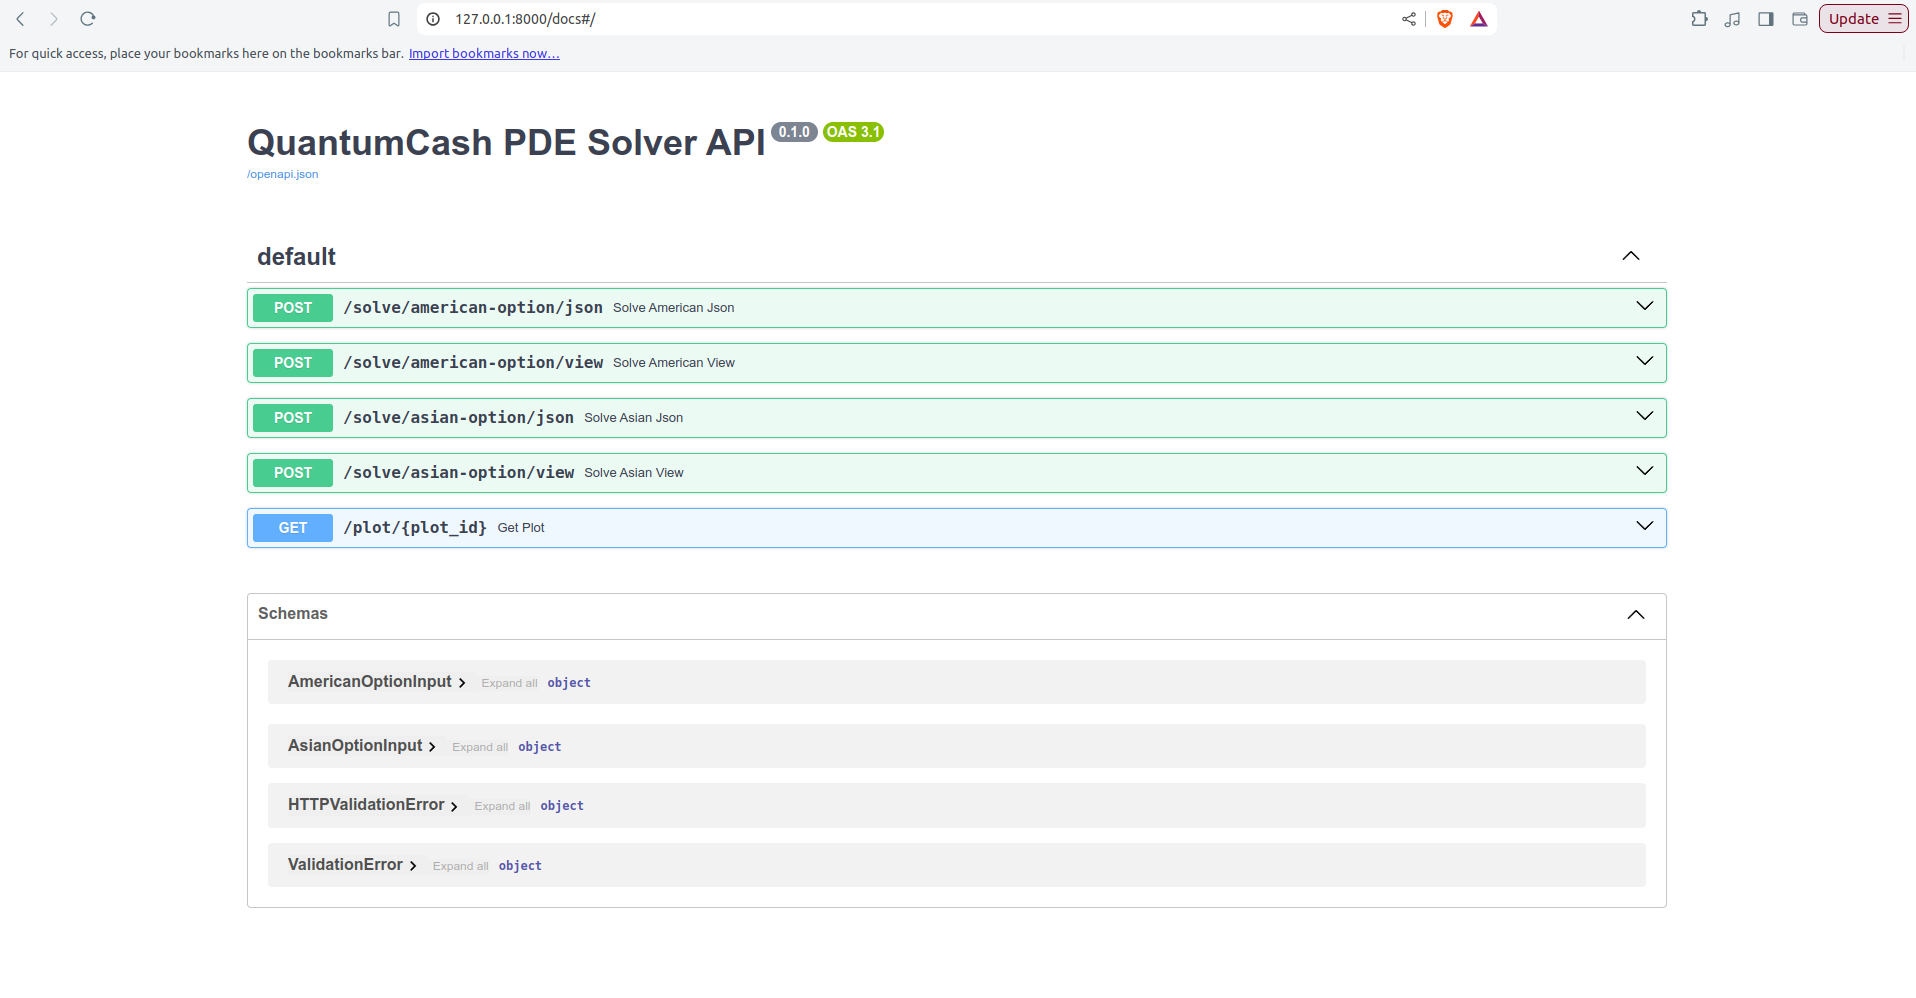 127.0.0.1:8000/docs#/
Update
For quick access, place your bookmarks here on the bookmarks bar. Import bookmarks now...
QuantumCash PDE Solver API 0.1.0 OAS 3.1
/openapi.json
default
POST /solve/american-option/json Solve American Json
POST /solve/american-option/view Solve American View
POST /solve/asian-option/json Solve Asian Json
POST /solve/asian-option/view Solve Asian View
GET /plot/{plot_id} Get Plot
Schemas
AmericanOptionInput Expand all object
AsianOptionInput Expand all object
HTTPValidationError Expand all object
ValidationError Expand all object